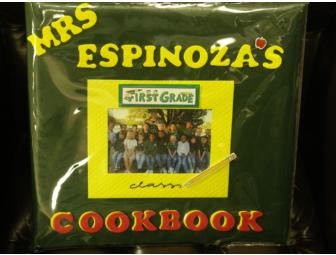 MRS
ESPINOZA'S
FIRST GRADE
class
COOKBOOK